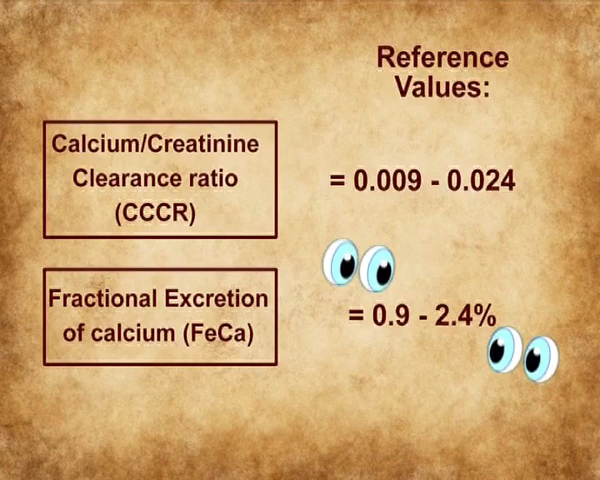 Reference
Values:
Calcium/Creatinine
Clearance ratio
(CCCR)
= 0.009 - 0.024
Fractional Excretion
of calcium (FeCa)
= 0.9 - 2.4%